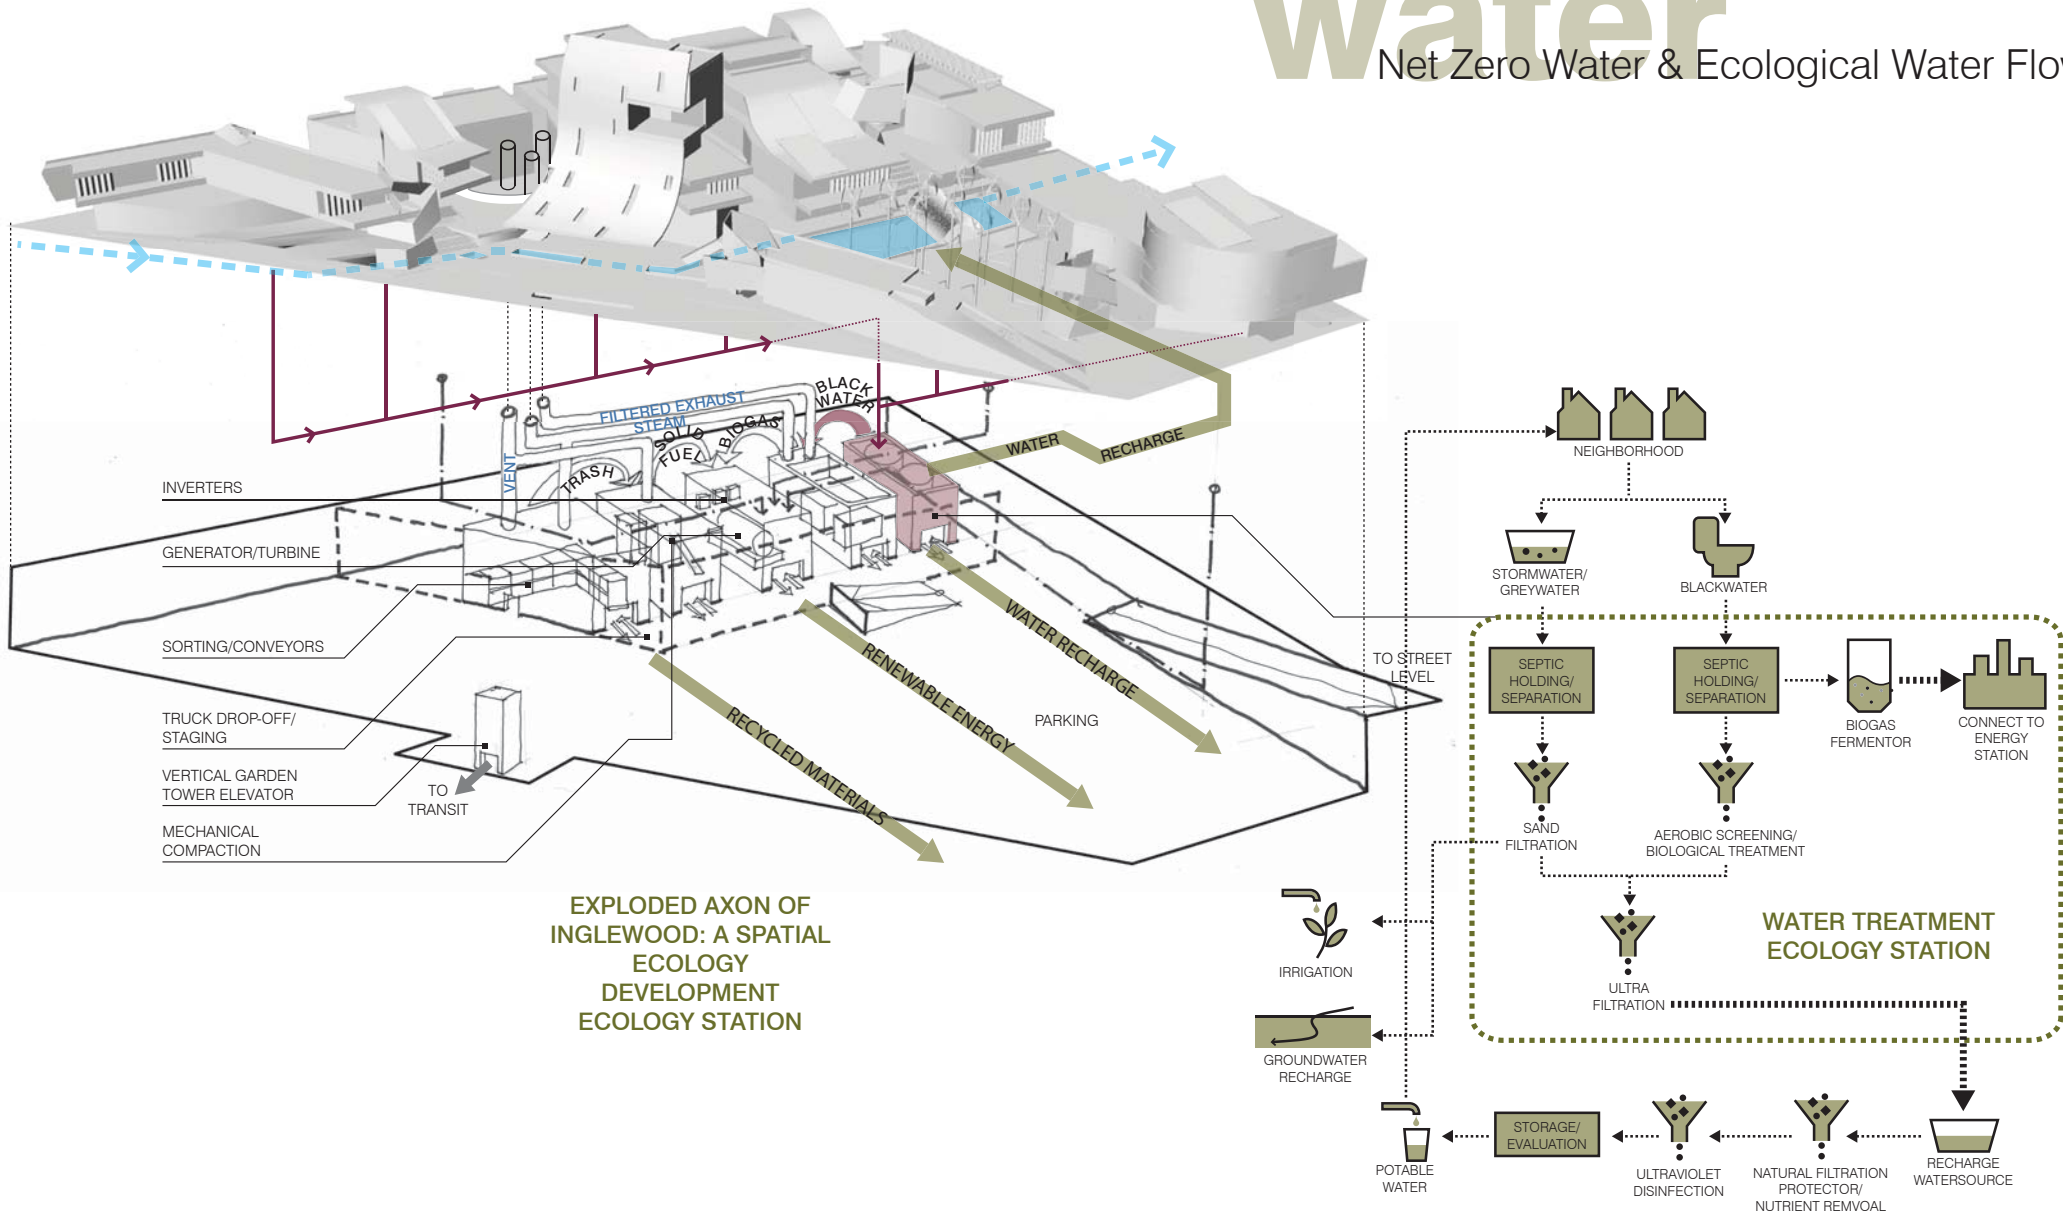 water
Net Zero Water & Ecological Water Flow
BLACK
WATER
FILTERED EXHAUST
STEAM
SOLID
FUEL
BIOGAS
TRASH
VENT
WATER RECHARGE
INVERTERS
GENERATOR/TURBINE
SORTING/CONVEYORS
TRUCK DROP-OFF/
STAGING
VERTICAL GARDEN
TOWER ELEVATOR
MECHANICAL
COMPACTION
TO
TRANSIT
RECYCLED MATERIALS
RENEWABLE ENERGY
WATER RECHARGE
PARKING
TO STREET
LEVEL
EXPLODED AXON OF
INGLEWOOD: A SPATIAL
ECOLOGY
DEVELOPMENT
ECOLOGY STATION
NEIGHBORHOOD
STORMWATER/
GREYWATER
BLACKWATER
SEPTIC
HOLDING/
SEPARATION
SEPTIC
HOLDING/
SEPARATION
BIOGAS
FERMENTOR
CONNECT TO
ENERGY
STATION
SAND
FILTRATION
AEROBIC SCREENING/
BIOLOGICAL TREATMENT
WATER TREATMENT
ECOLOGY STATION
ULTRA
FILTRATION
IRRIGATION
GROUNDWATER
RECHARGE
POTABLE
WATER
STORAGE/
EVALUATION
ULTRAVIOLET
DISINFECTION
NATURAL FILTRATION
PROTECTOR/
NUTRIENT REMVOAL
RECHARGE
WATERSOURCE